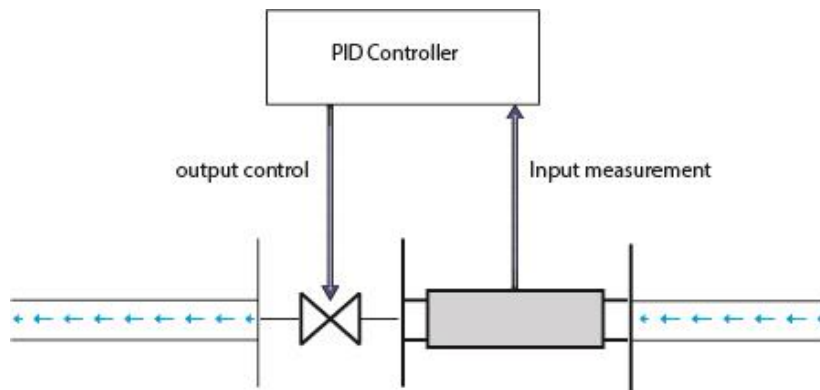 PID Controller
output control
Input measurement